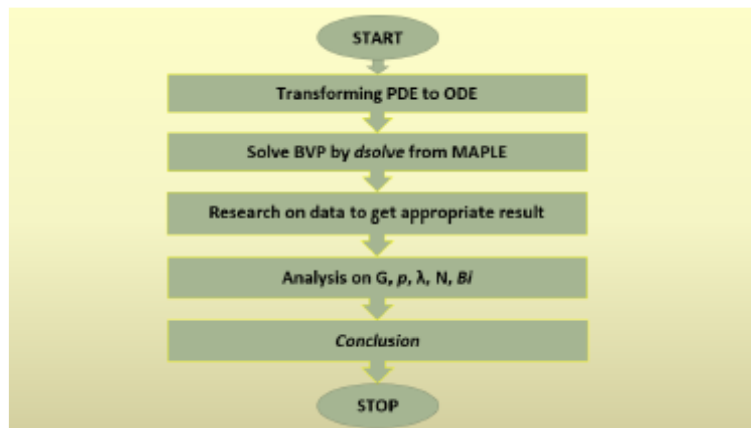 START
Transforming PDE to ODE
Solve BVP by dsolve from MAPLE
Research on data to get appropriate result
Analysis on G, p, λ, N, Bi
Conclusion
STOP